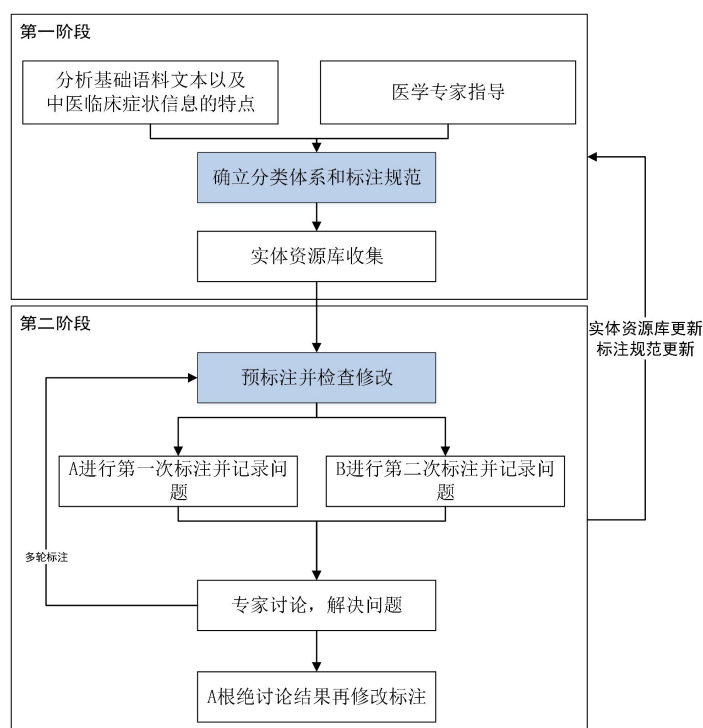 第一阶段
分析基础语料文本以及
中医临床症状信息的特点
医学专家指导
确立分类体系和标注规范
实体资源库收集
第二阶段
实体资源库更新
标注规范更新
预标注并检查修改
A进行第一次标注并记录问
题
B进行第二次标注并记录问
题
多轮标注
专家讨论，解决问题
A根绝讨论结果再修改标注